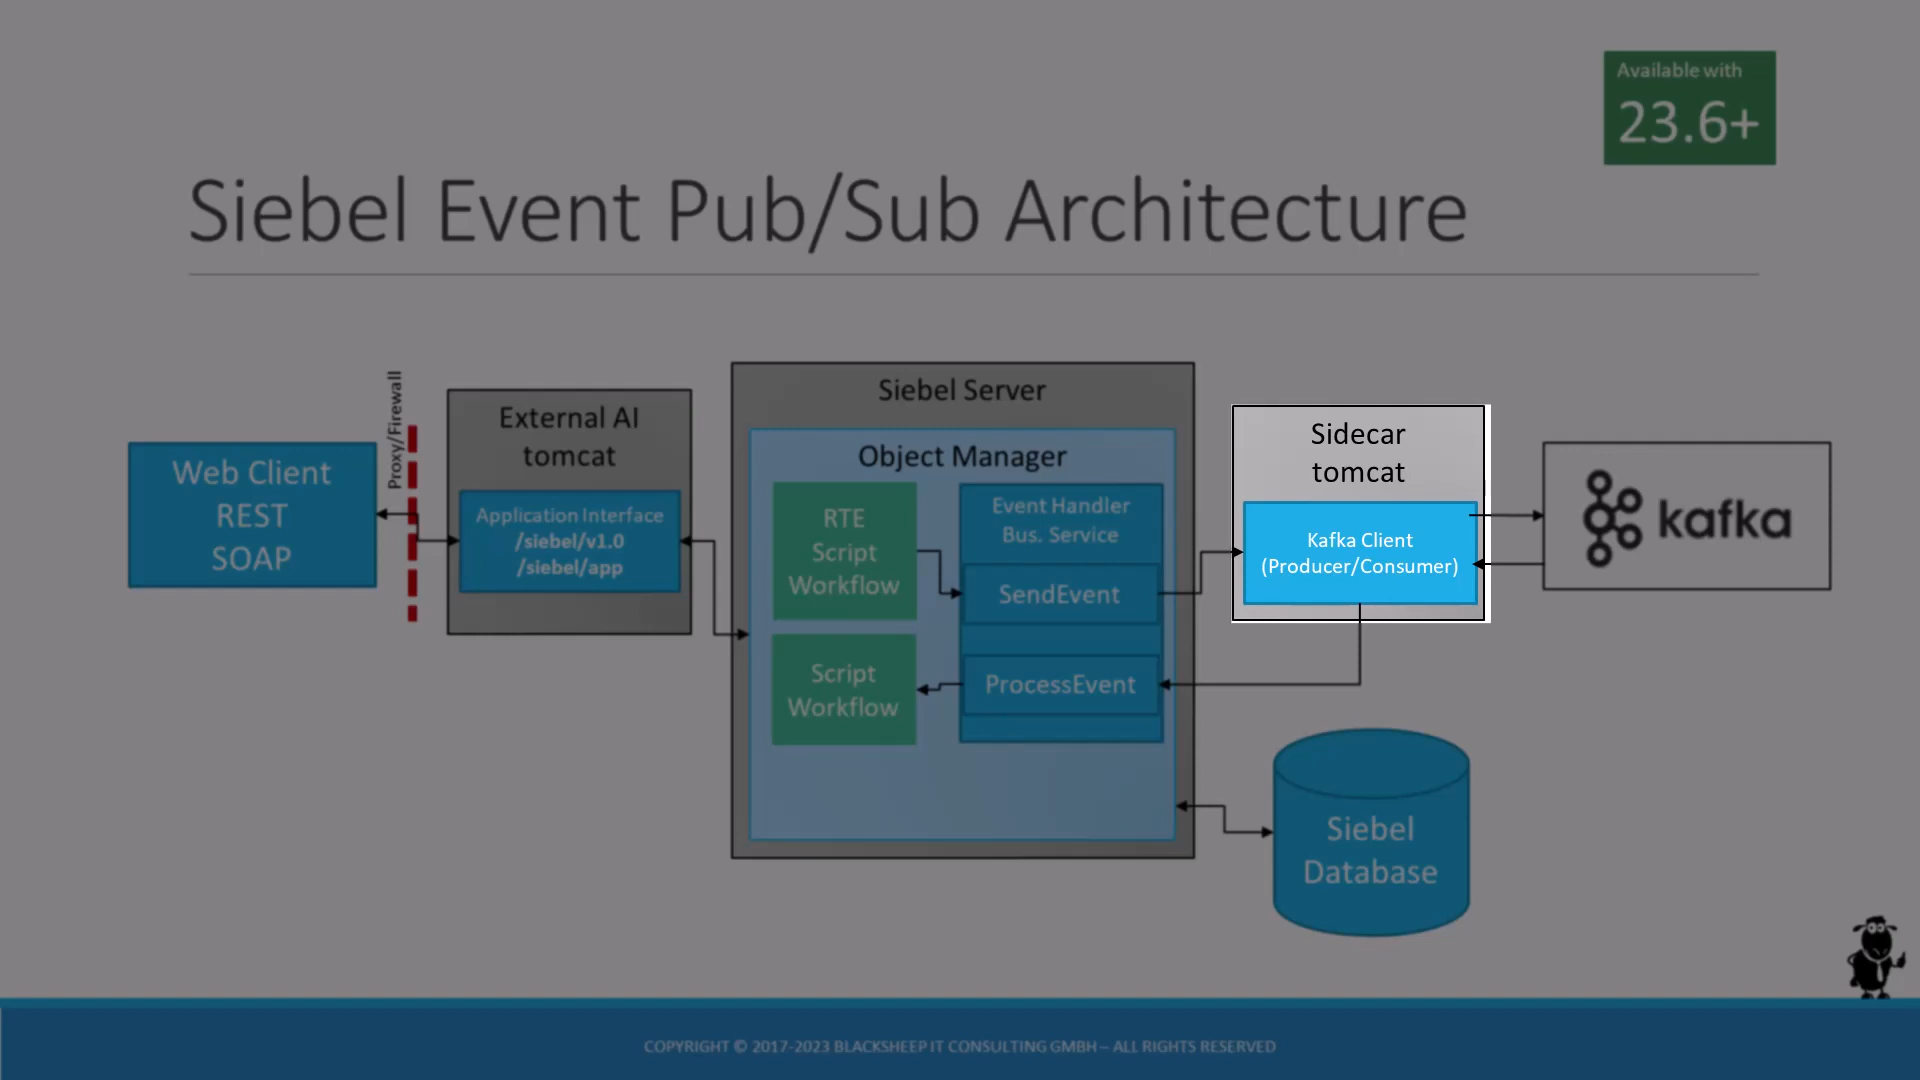 Available with
23.6+
Siebel Event Pub/Sub Architecture
Web Client
REST
SOAP
Proxy/Firewall
External AI
tomcat
Application Interface
/siebel/v1.0
/siebel/app
Siebel Server
Object Manager
RTE
Script
Workflow
Script
Workflow
Event Handler
Bus. Service
SendEvent
ProcessEvent
Sidecar
tomcat
Kafka Client
(Producer/Consumer)
kafka
Siebel
Database
COPYRIGHT © 2017-2023 BLACKSHEEP IT CONSULTING GMBH – ALL RIGHTS RESERVED